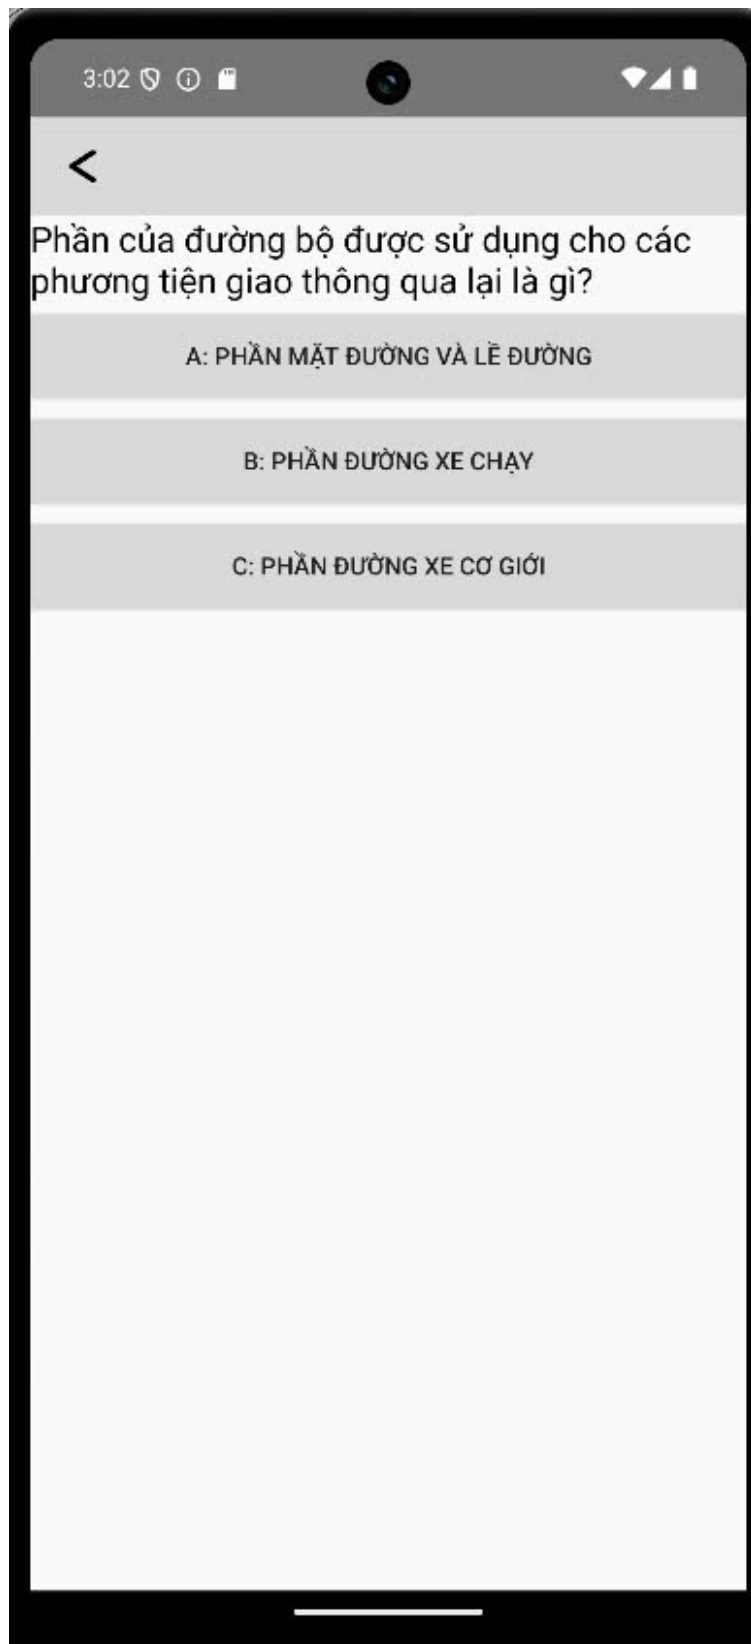 3:02
<
Phần của đường bộ được sử dụng cho các
phương tiện giao thông qua lại là gì?
A: PHẦN MẶT ĐƯỜNG VÀ LỀ ĐƯỜNG
B: PHẦN ĐƯỜNG XE CHẠY
C: PHẦN ĐƯỜNG XE CƠ GIỚI